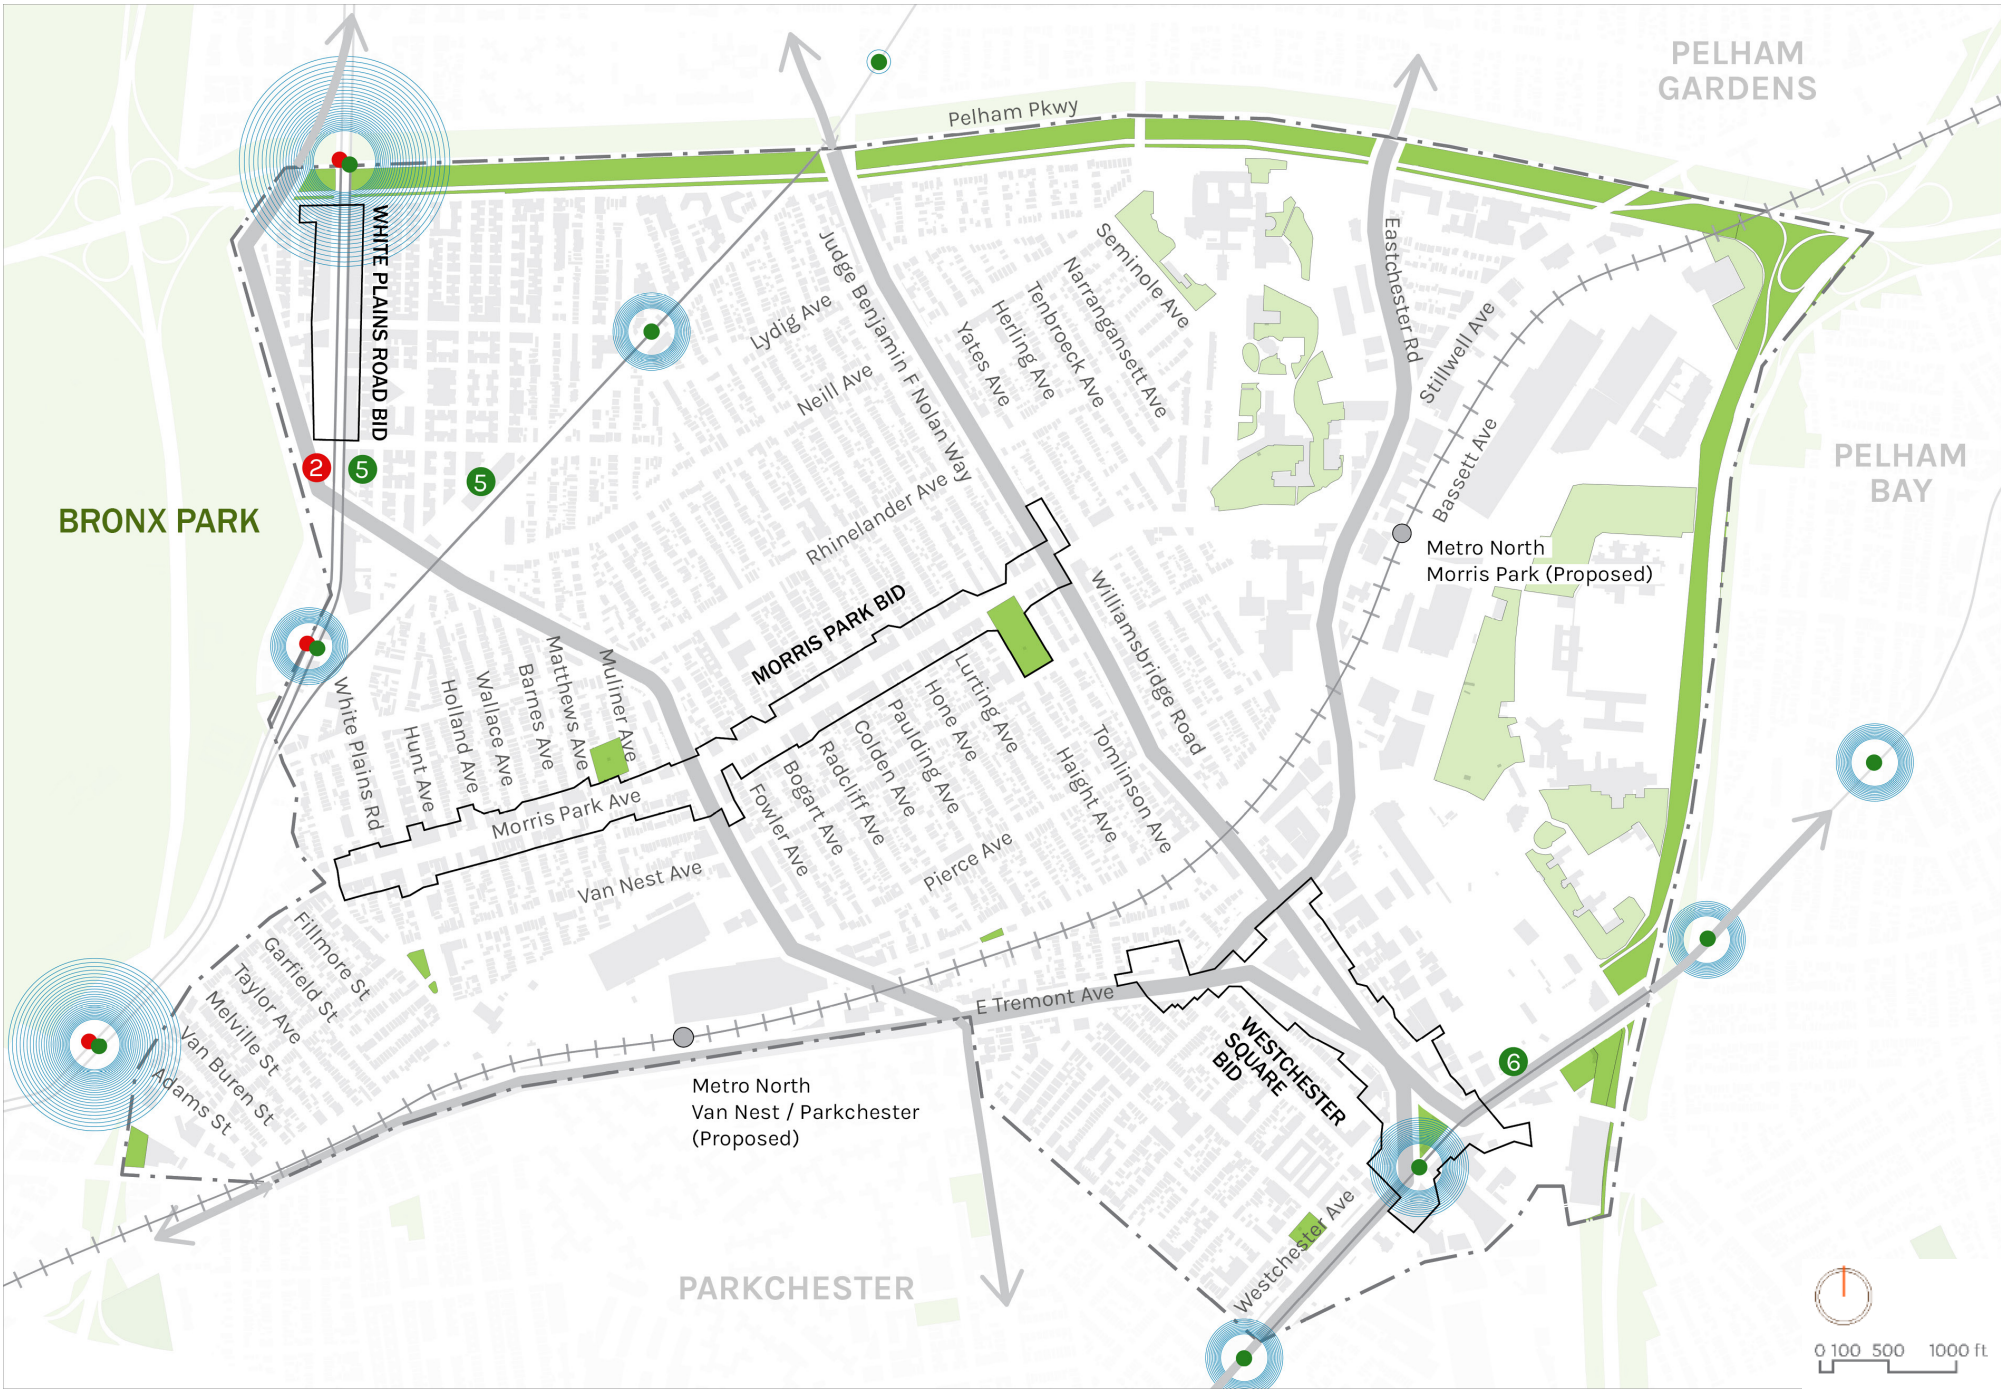 PELHAM
GARDENS
Pelham Pkwy
WHITE PLAINS ROAD BID
Judge Benjamin F Nolan Way
Eastchester Rd
Seminole Ave
Narrangansett Ave
Tenbroeck Ave
Herling Ave
Yates Ave
Lydig Ave
Neill Ave
Stillwell Ave
Bassett Ave
PELHAM
BAY
2
5
5
BRONX PARK
Rhinelander Ave
Metro North
Morris Park (Proposed)
MORRIS PARK BID
Williamsbridge Road
White Plains Rd
Hunt Ave
Holland Ave
Wallace Ave
Barnes Ave
Matthews Ave
Muliner Ave
Morris Park Ave
Van Nest Ave
Fowler Ave
Bogart Ave
Radcliff Ave
Colden Ave
Paulding Ave
Hone Ave
Lurting Ave
Haight Ave
Tomlinson Ave
Pierce Ave
Fillmore St
Garfield St
Taylor Ave
Melville St
Van Buren St
Adams St
E Tremont Ave
WESTCHESTER
SQUARE
BID
6
Metro North
Van Nest / Parkchester
(Proposed)
Westchester Ave
PARKCHESTER
0 100 500 1000 ft